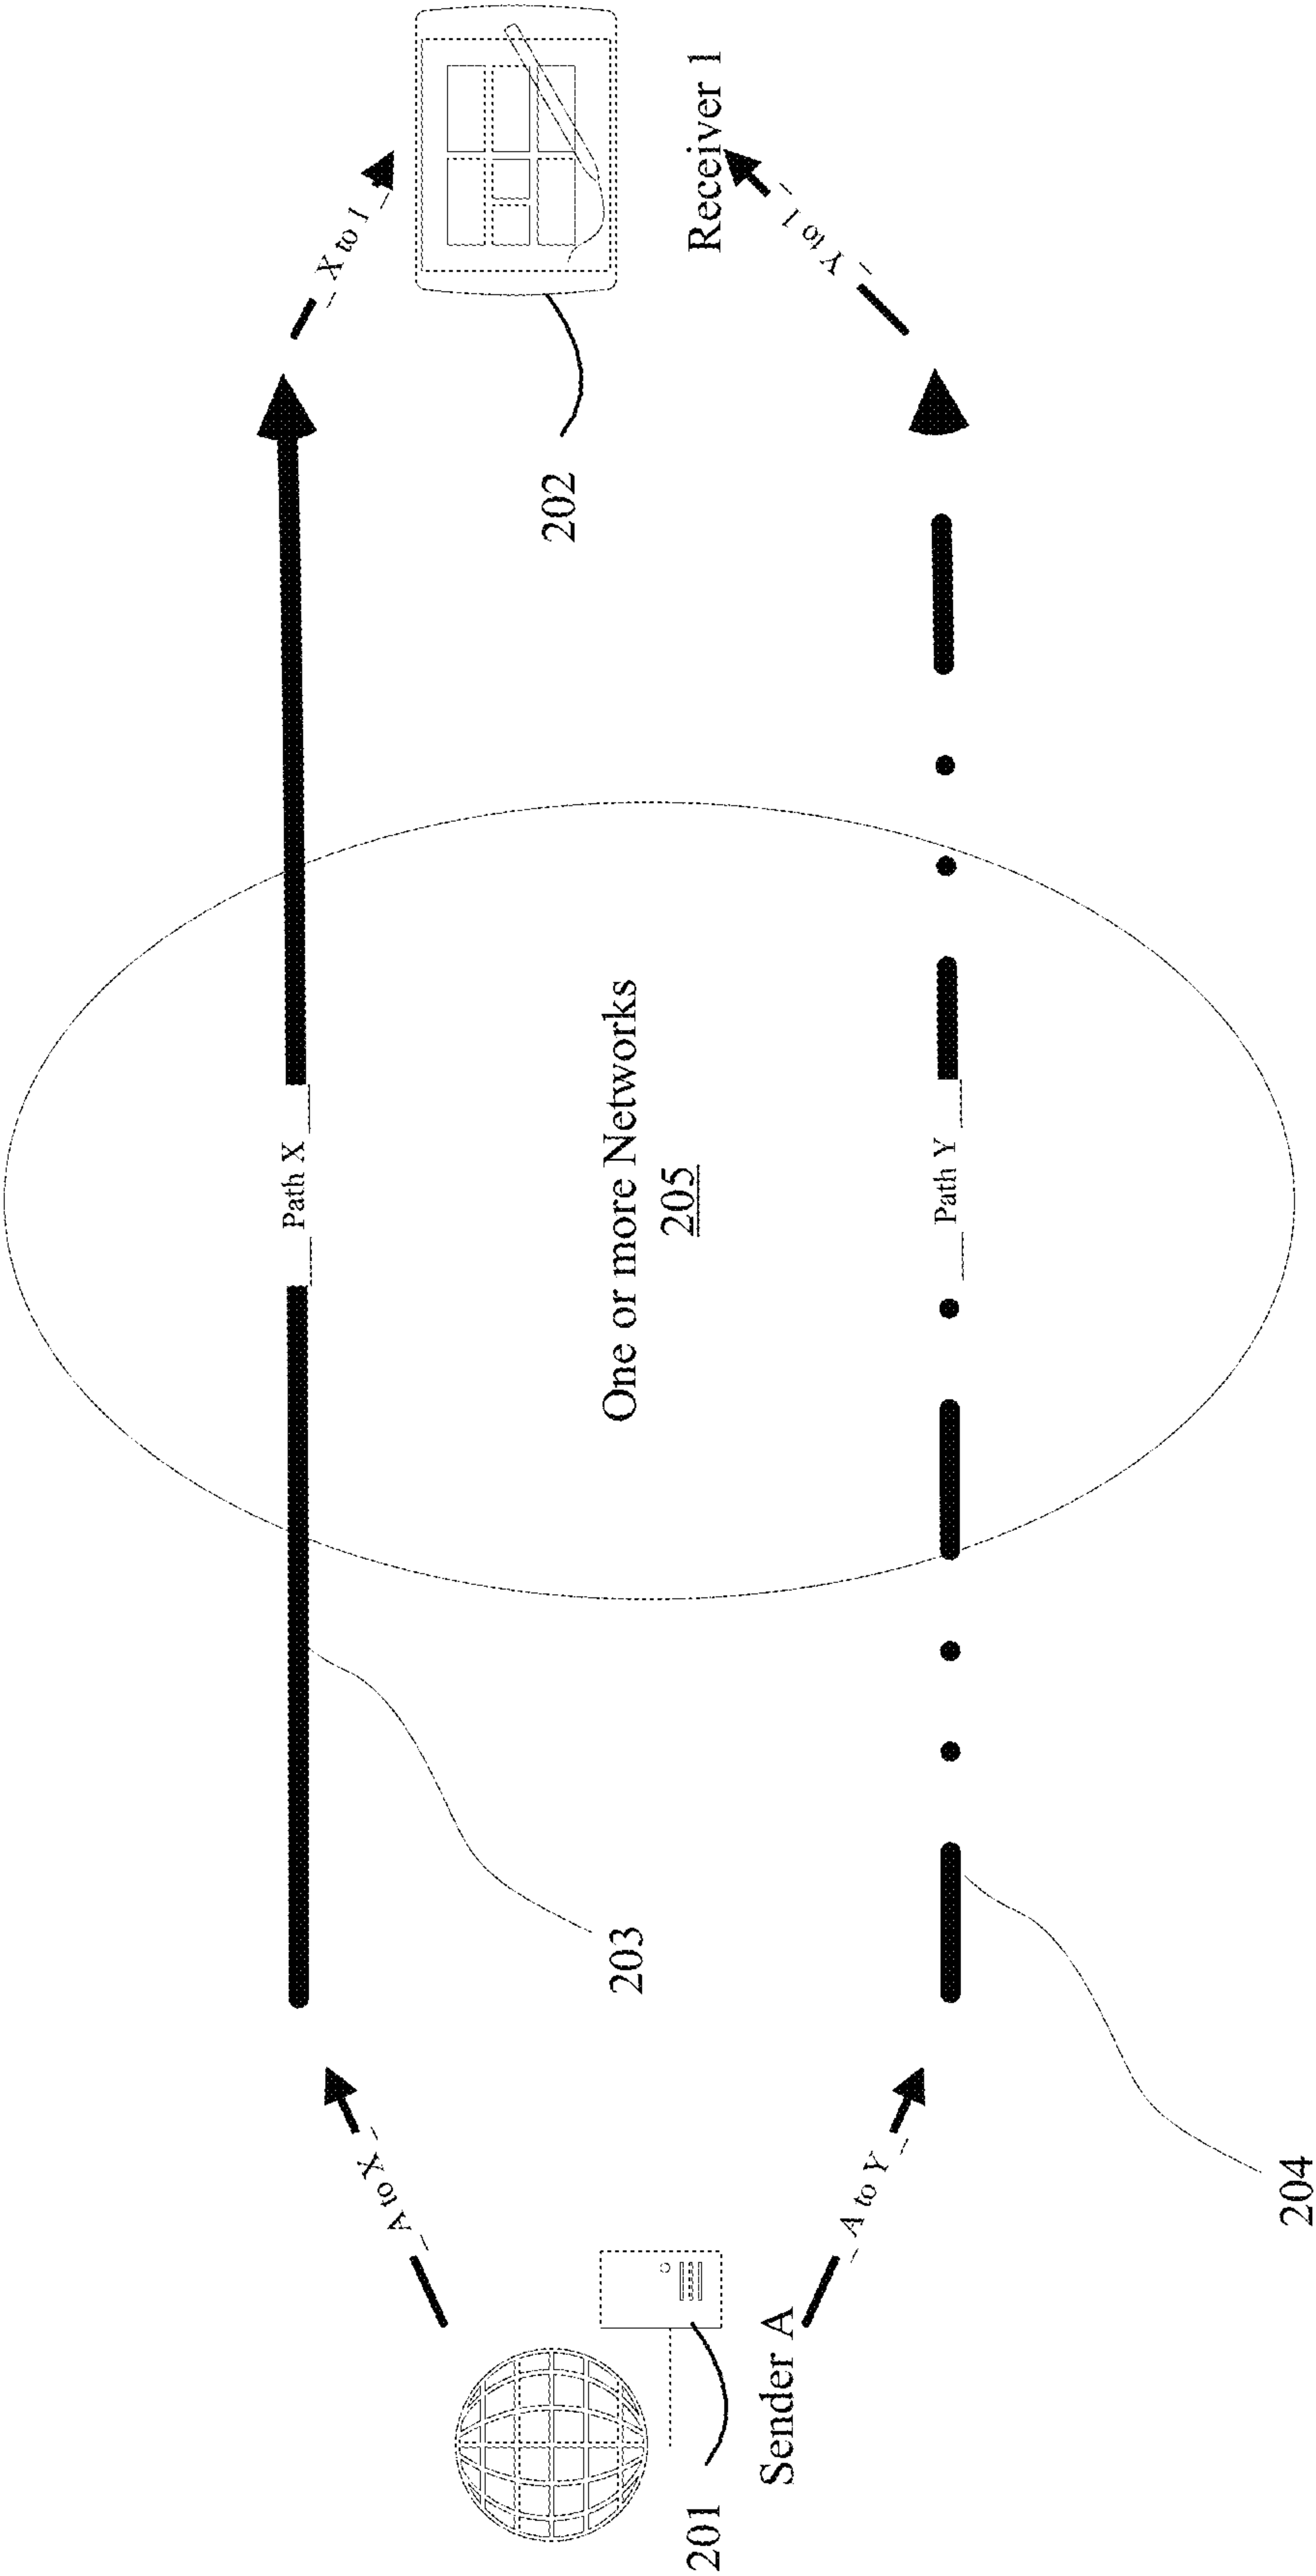 A to X
Path X
X to 1
203
One or more Networks
205
202
201
Sender A
Receiver 1
A to Y
Path Y
Y to 1
204